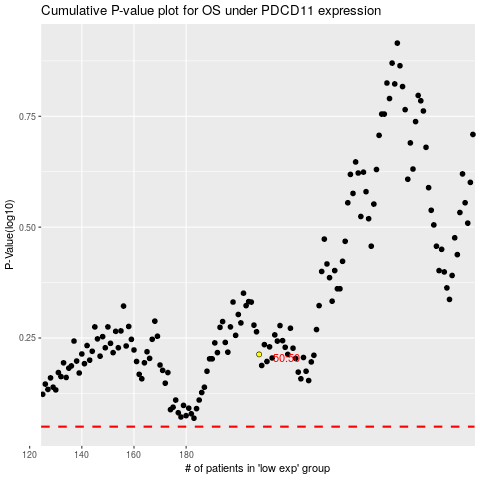 Cumulative P-value plot for OS under PDCD11 expression
P-Value(log10)
0.75
0.50
0.25
50:50
120 140 160 180
# of patients in 'low exp' group